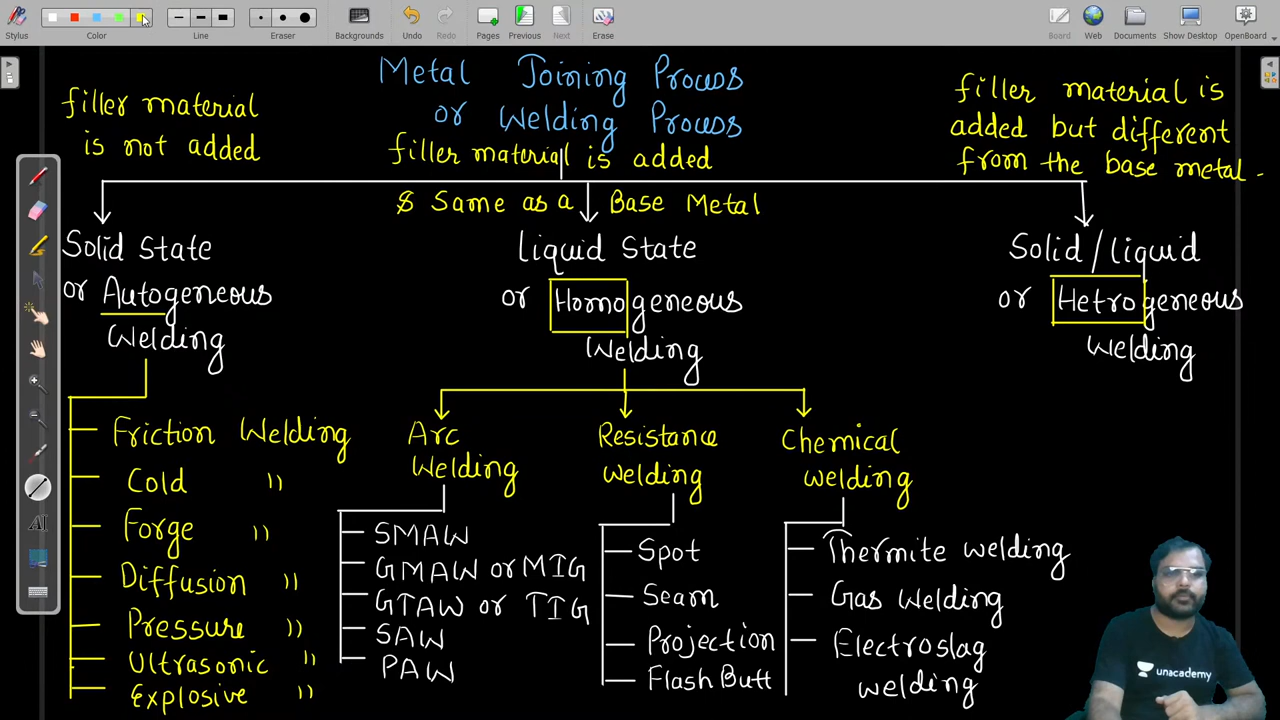 Stylus
Color
Line
Eraser
Backgrounds
Undo
Redo
Pages
Previous
Next
Erase
Board
Web
Documents
Show Desktop
OpenBoard
Metal Joining Process
or Welding Process
filler material
is not added
filler material is added
$ Same as a Base Metal
filler material is
added but different
from the base metal -
Solid State
or Autogeneous
Welding
Liquid State
or Homogeneous
Welding
Solid/liquid
or Hetrogeneous
Welding
Friction Welding
Cold "
Forge "
Diffusion "
Pressure "
Ultrasonic "
Explosive "
Arc
Welding
SMAW
GMAW or MIG
GTAW or TIG
SAW
PAW
Resistance
Welding
Spot
Seam
Projection
Flash Butt
Chemical
welding
Thermite welding
Gas Welding
Electroslag
welding
unacademy